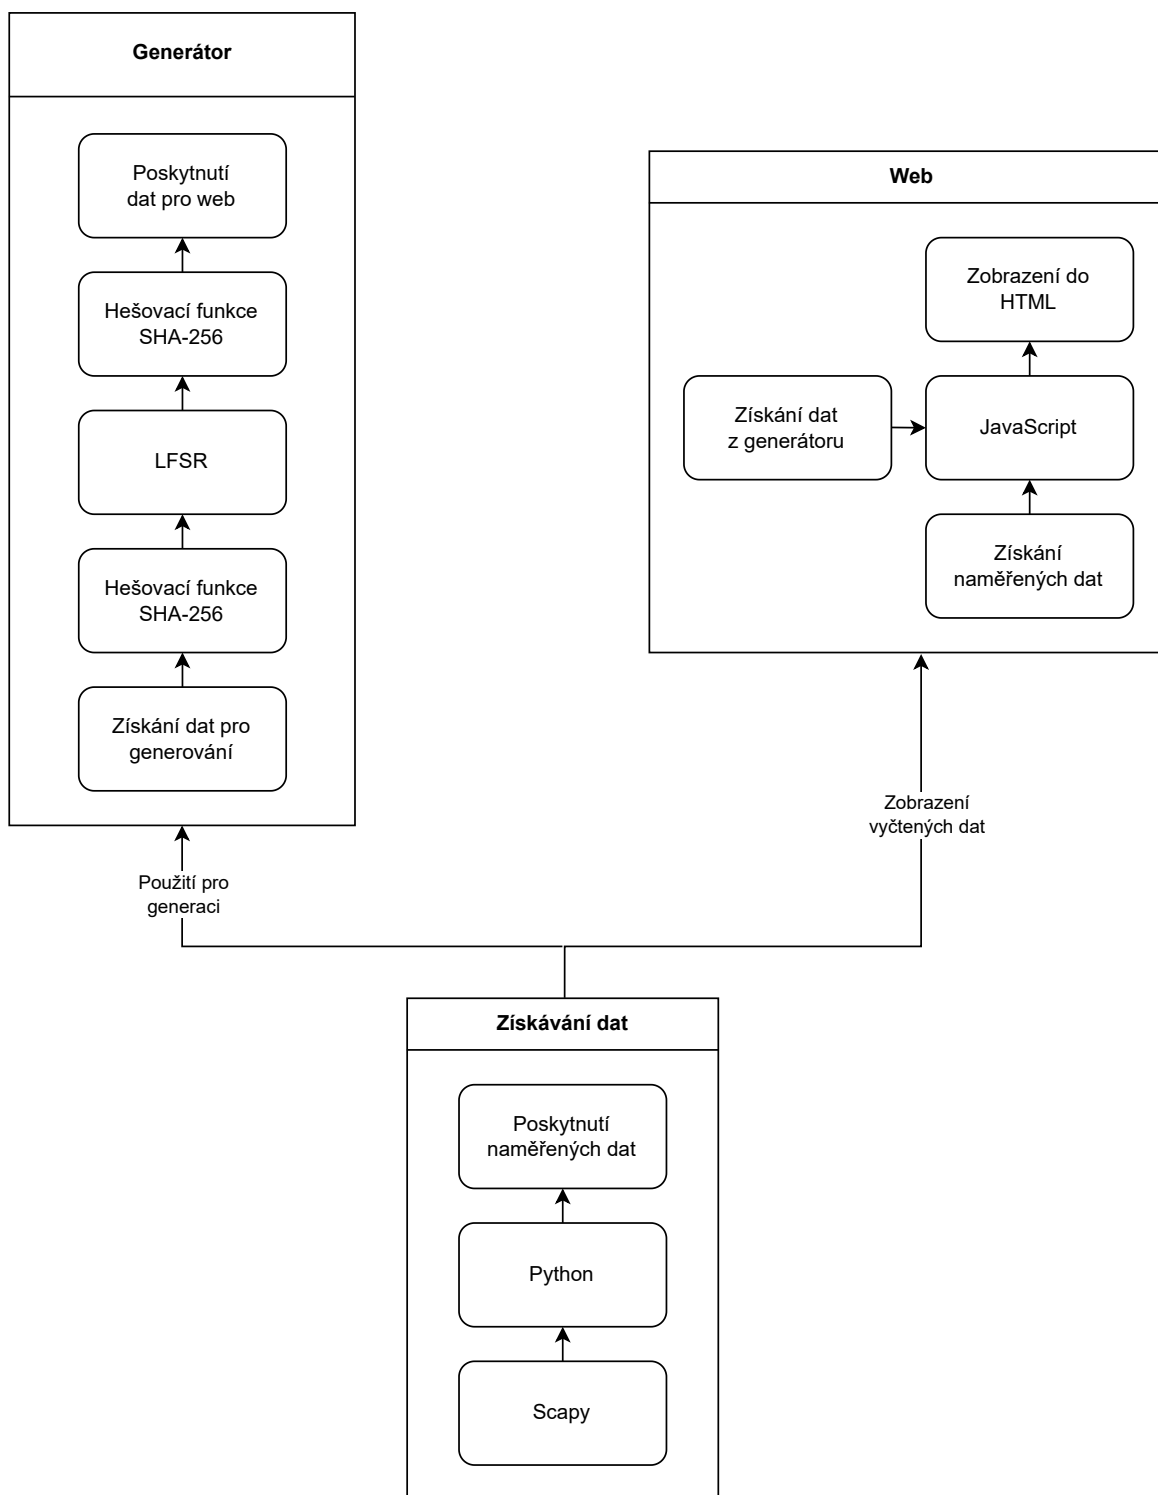 Generátor
Poskytnutí
dat pro web
Hešovací funkce
SHA-256
LFSR
Hešovací funkce
SHA-256
Získání dat pro
generování
Web
Zobrazení do
HTML
Získání dat
z generátoru
JavaScript
Získání
naměřených dat
Zobrazení
vyčtených dat
Použití pro
generaci
Získávání dat
Poskytnutí
naměřených dat
Python
Scapy